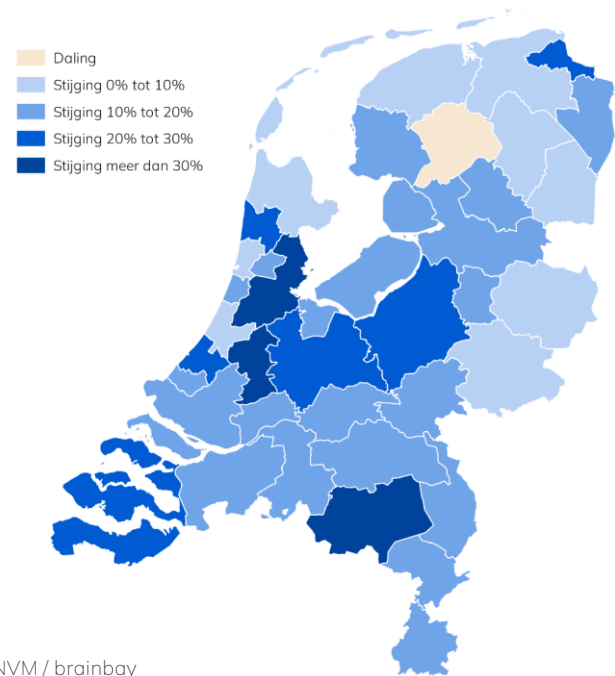 Daling
Stijging 0% tot 10%
Stijging 10% tot 20%
Stijging 20% tot 30%
Stijging meer dan 30%
NVM / brainbay